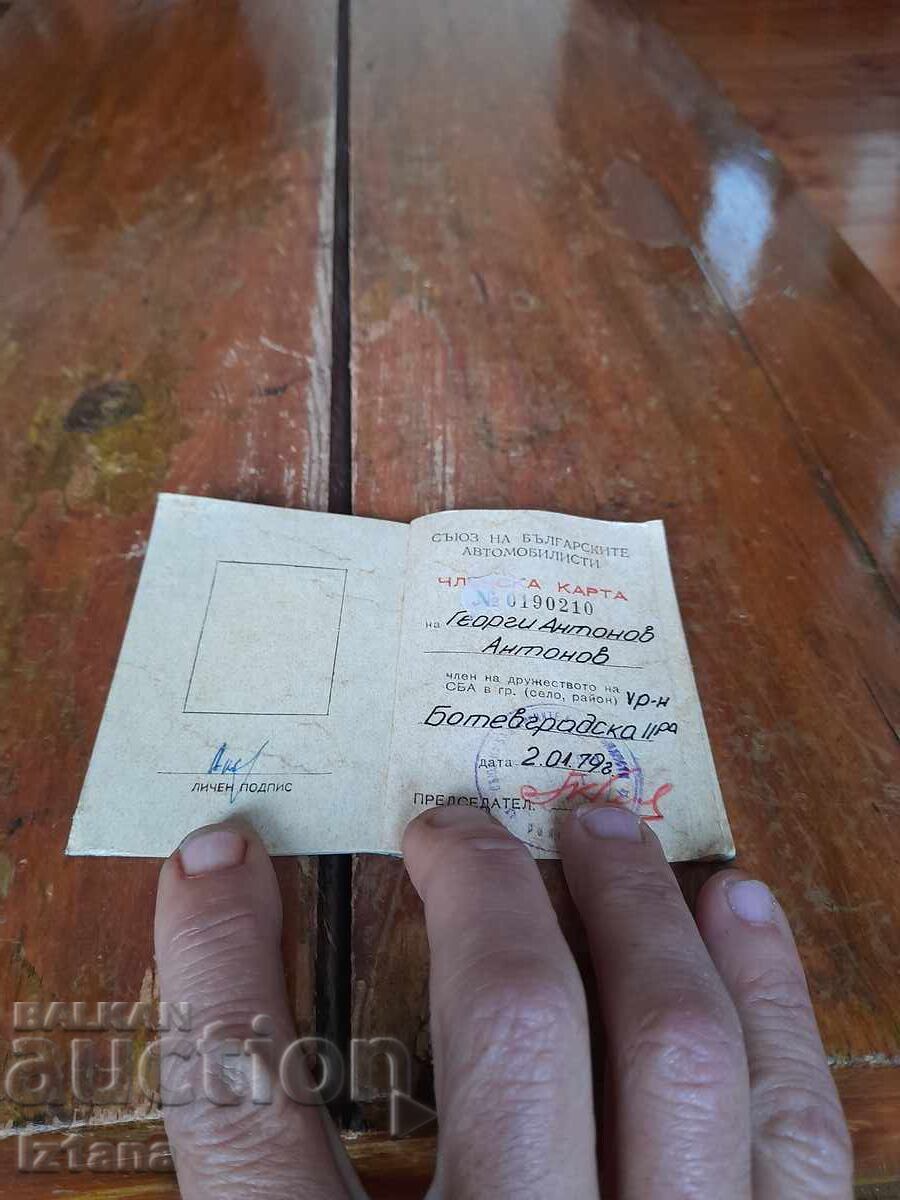 СЪЮЗ НА БЪЛГАРСКИТЕ
АВТОМОБИЛИСТИ
КАРТА
№ 0190210
на Георги Антонов
Антонов
член на дружеството на
СБА в гр. (село, район) ур-н
Ботевградска
дата 2.01.79г.
ПРЕДСЕДАТЕЛ:
ЛИЧЕН ПОДПИС
BALKAN
auction
Iztana